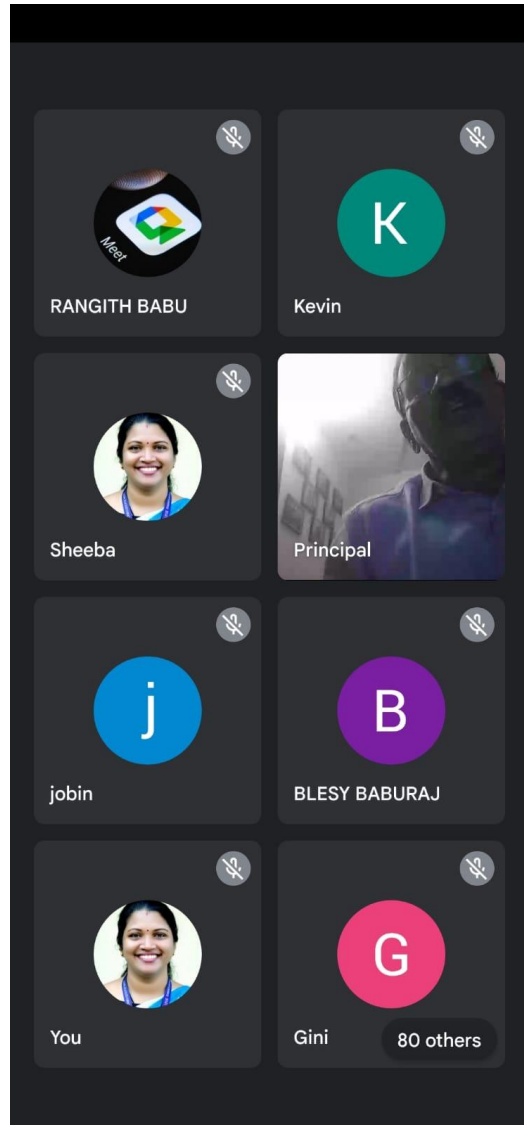 Meet
RANGITH BABU
K
Kevin
Sheeba
Principal
j
jobin
B
BLESY BABURAJ
You
G
Gini
80 others